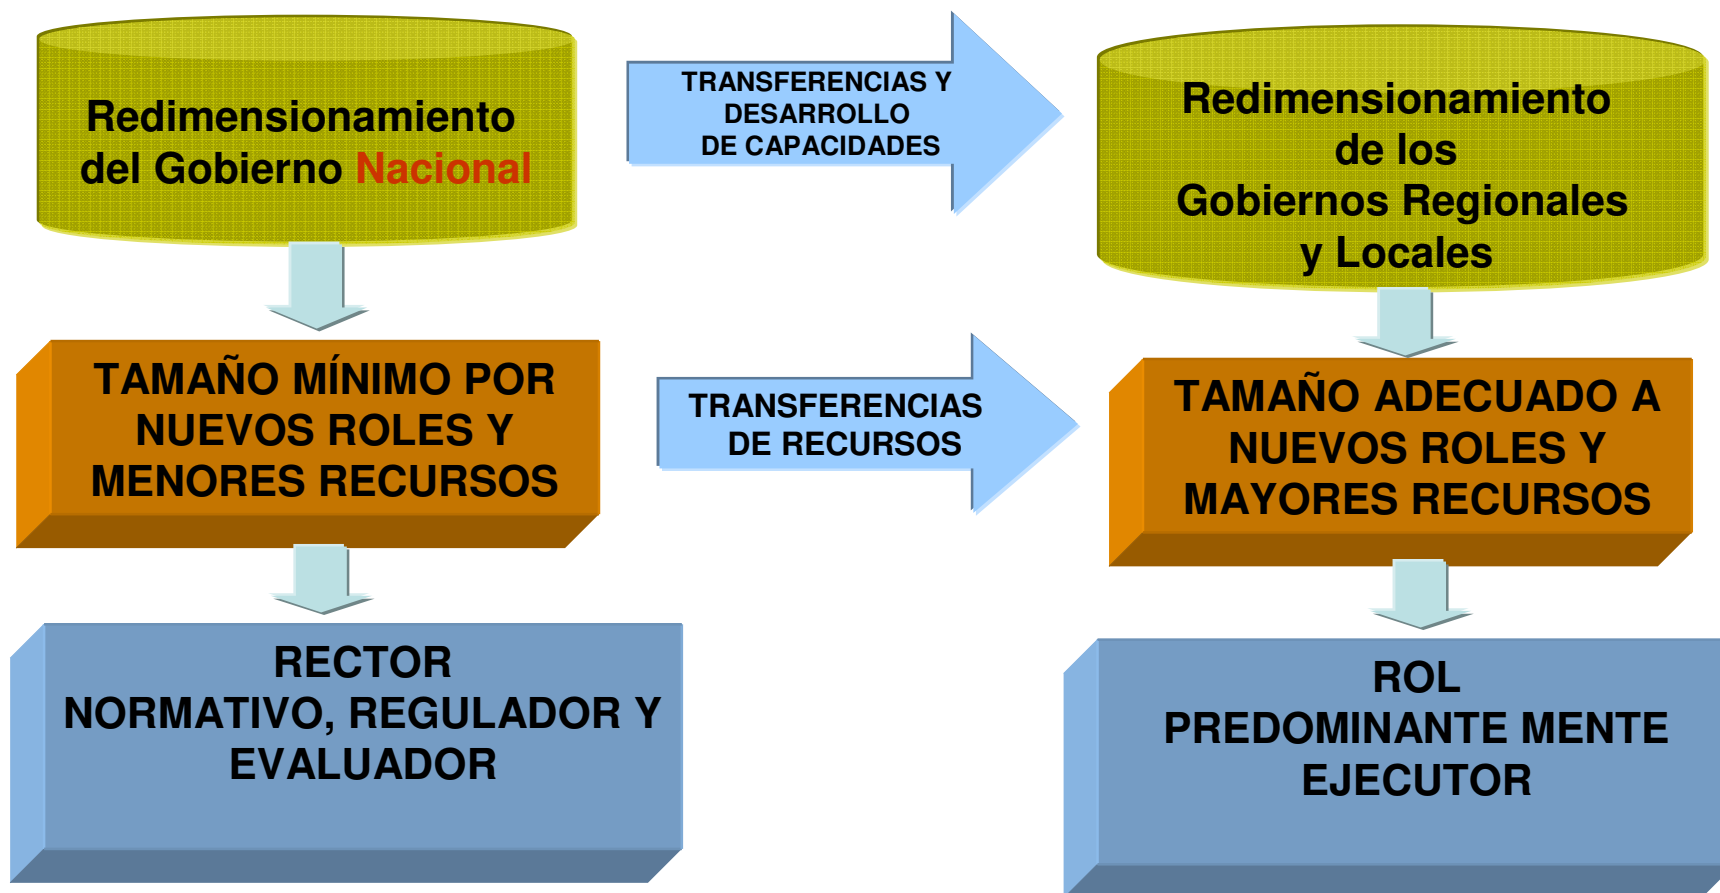 Redimensionamiento
del Gobierno Nacional
TRANSFERENCIAS Y
DESARROLLO
DE CAPACIDADES
Redimensionamiento
de los
Gobiernos Regionales
y Locales
TAMAÑO MÍNIMO POR
NUEVOS ROLES Y
MENORES RECURSOS
TRANSFERENCIAS
DE RECURSOS
TAMAÑO ADECUADO A
NUEVOS ROLES Y
MAYORES RECURSOS
RECTOR
NORMATIVO, REGULADOR Y
EVALUADOR
ROL
PREDOMINANTE MENTE
EJECUTOR